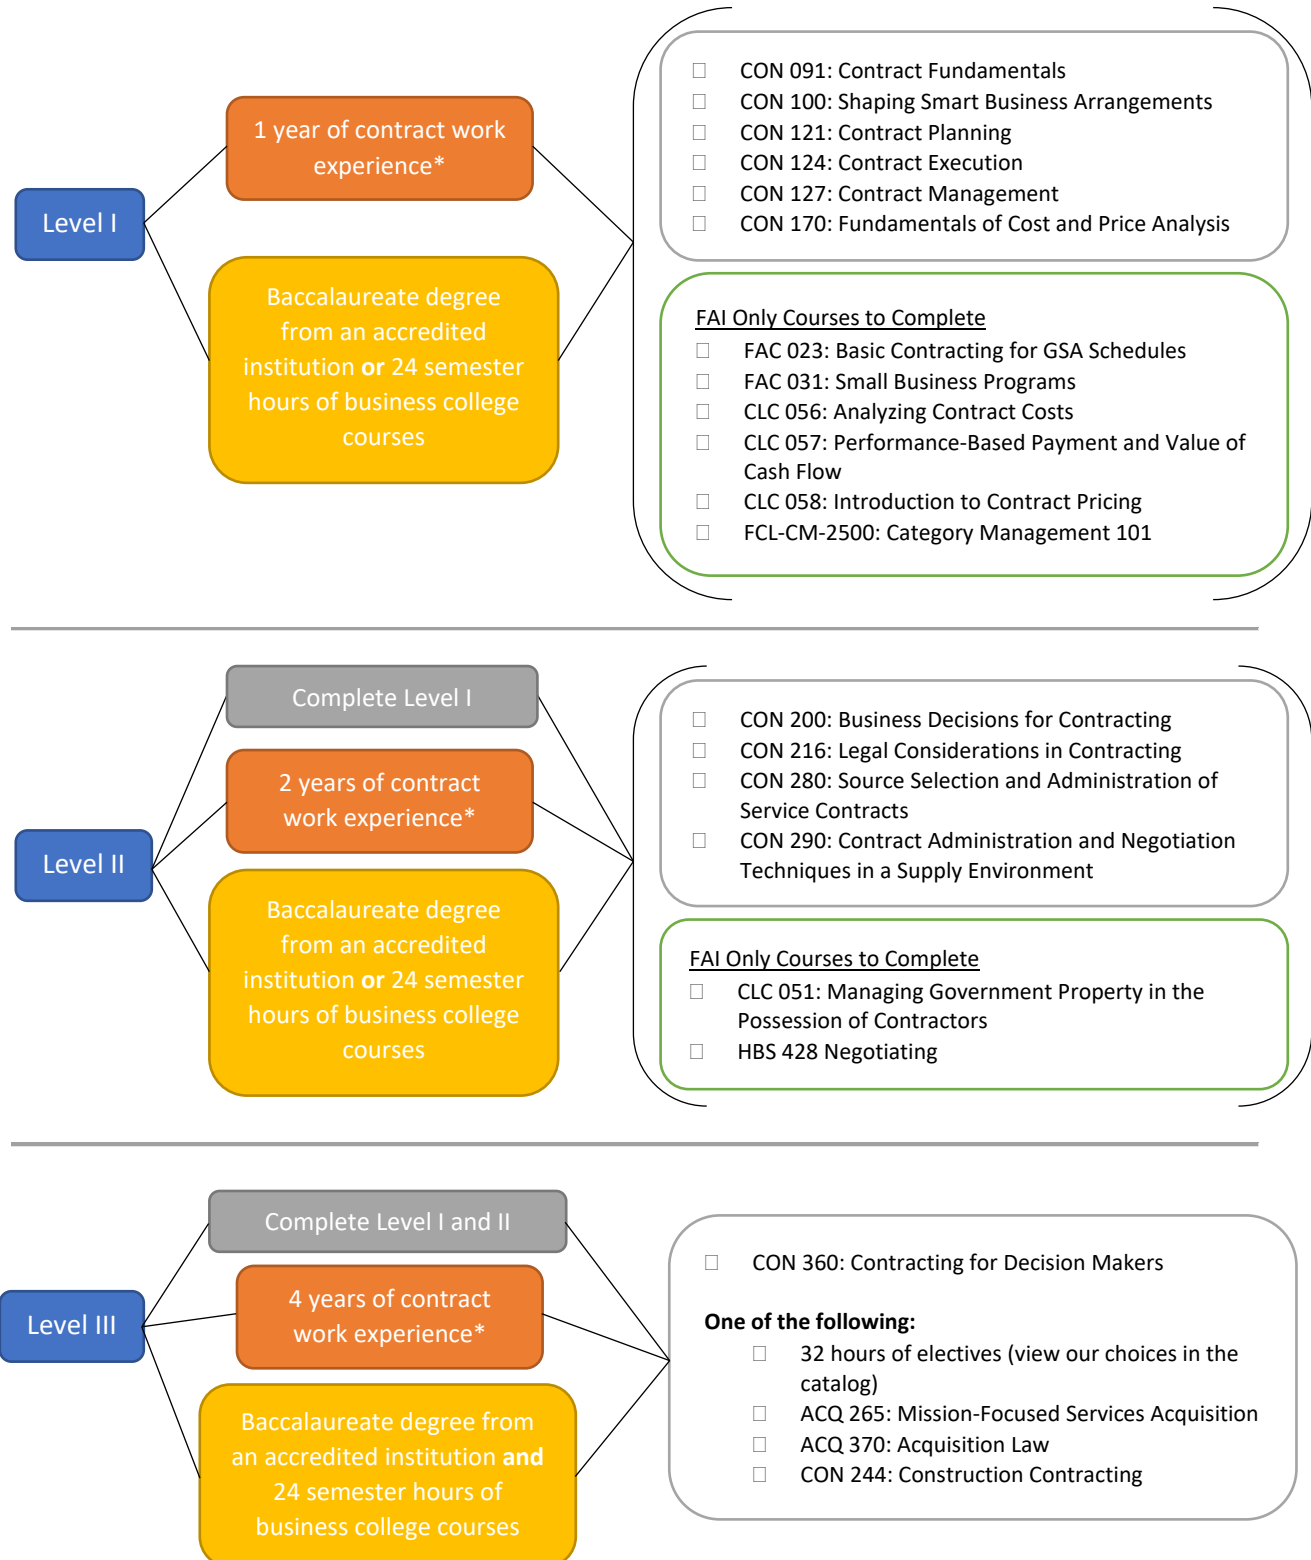 Level I
1 year of contract work
experience*
Baccalaureate degree
from an accredited
institution or 24 semester
hours of business college
courses
☐ CON 091: Contract Fundamentals
☐ CON 100: Shaping Smart Business Arrangements
☐ CON 121: Contract Planning
☐ CON 124: Contract Execution
☐ CON 127: Contract Management
☐ CON 170: Fundamentals of Cost and Price Analysis
FAI Only Courses to Complete
☐ FAC 023: Basic Contracting for GSA Schedules
☐ FAC 031: Small Business Programs
☐ CLC 056: Analyzing Contract Costs
☐ CLC 057: Performance-Based Payment and Value of
Cash Flow
☐ CLC 058: Introduction to Contract Pricing
☐ FCL-CM-2500: Category Management 101
Level II
Complete Level I
2 years of contract
work experience*
Baccalaureate degree
from an accredited
institution or 24 semester
hours of business college
courses
☐ CON 200: Business Decisions for Contracting
☐ CON 216: Legal Considerations in Contracting
☐ CON 280: Source Selection and Administration of
Service Contracts
☐ CON 290: Contract Administration and Negotiation
Techniques in a Supply Environment
FAI Only Courses to Complete
☐ CLC 051: Managing Government Property in the
Possession of Contractors
☐ HBS 428 Negotiating
Level III
Complete Level I and II
4 years of contract
work experience*
Baccalaureate degree from
an accredited institution and
24 semester hours of
business college courses
☐ CON 360: Contracting for Decision Makers
One of the following:
☐ 32 hours of electives (view our choices in the
catalog)
☐ ACQ 265: Mission-Focused Services Acquisition
☐ ACQ 370: Acquisition Law
☐ CON 244: Construction Contracting